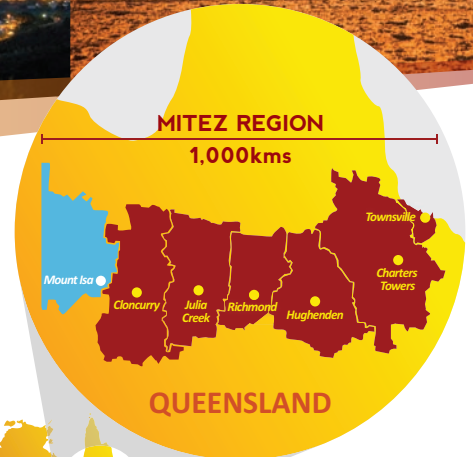 MITEZ REGION
1,000kms
Townsville
Mount Isa
Cloncurry
Julia
Creek
Richmond
Hughenden
Charters
Towers
QUEENSLAND